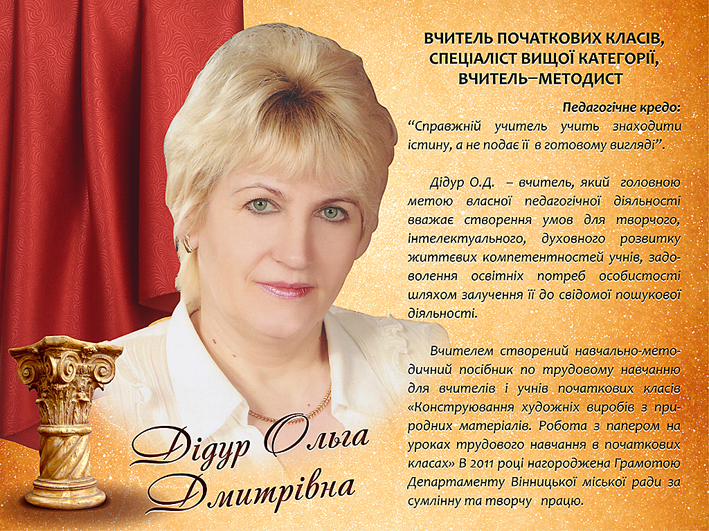 ВЧИТЕЛЬ ПОЧАТКОВИХ КЛАСІВ,
СПЕЦІАЛІСТ ВИЩОЇ КАТЕГОРІЇ,
ВЧИТЕЛЬ–МЕТОДИСТ
Педагогічне кредо:
“Справжній учитель учить знаходити
істину, а не подає її в готовому вигляді”.
Дідур О.Д. – вчитель, який головною
метою власної педагогічної діяльності
вважає створення умов для творчого,
інтелектуального, духовного розвитку
життєвих компетентностей учнів, задо-
волення освітніх потреб особистості
шляхом залучення її до свідомої пошукової
діяльності.
Вчителем створений навчально-мето-
дичний посібник по трудовому навчанню
для вчителів і учнів початкових класів
«Конструювання художніх виробів з при-
родних матеріалів. Робота з папером на
уроках трудового навчання в початкових
класах» В 2011 році нагороджена Грамотою
Департаменту Вінницької міської ради за
сумлінну та творчу працю.
Дідур Ольга
Дмитрівна